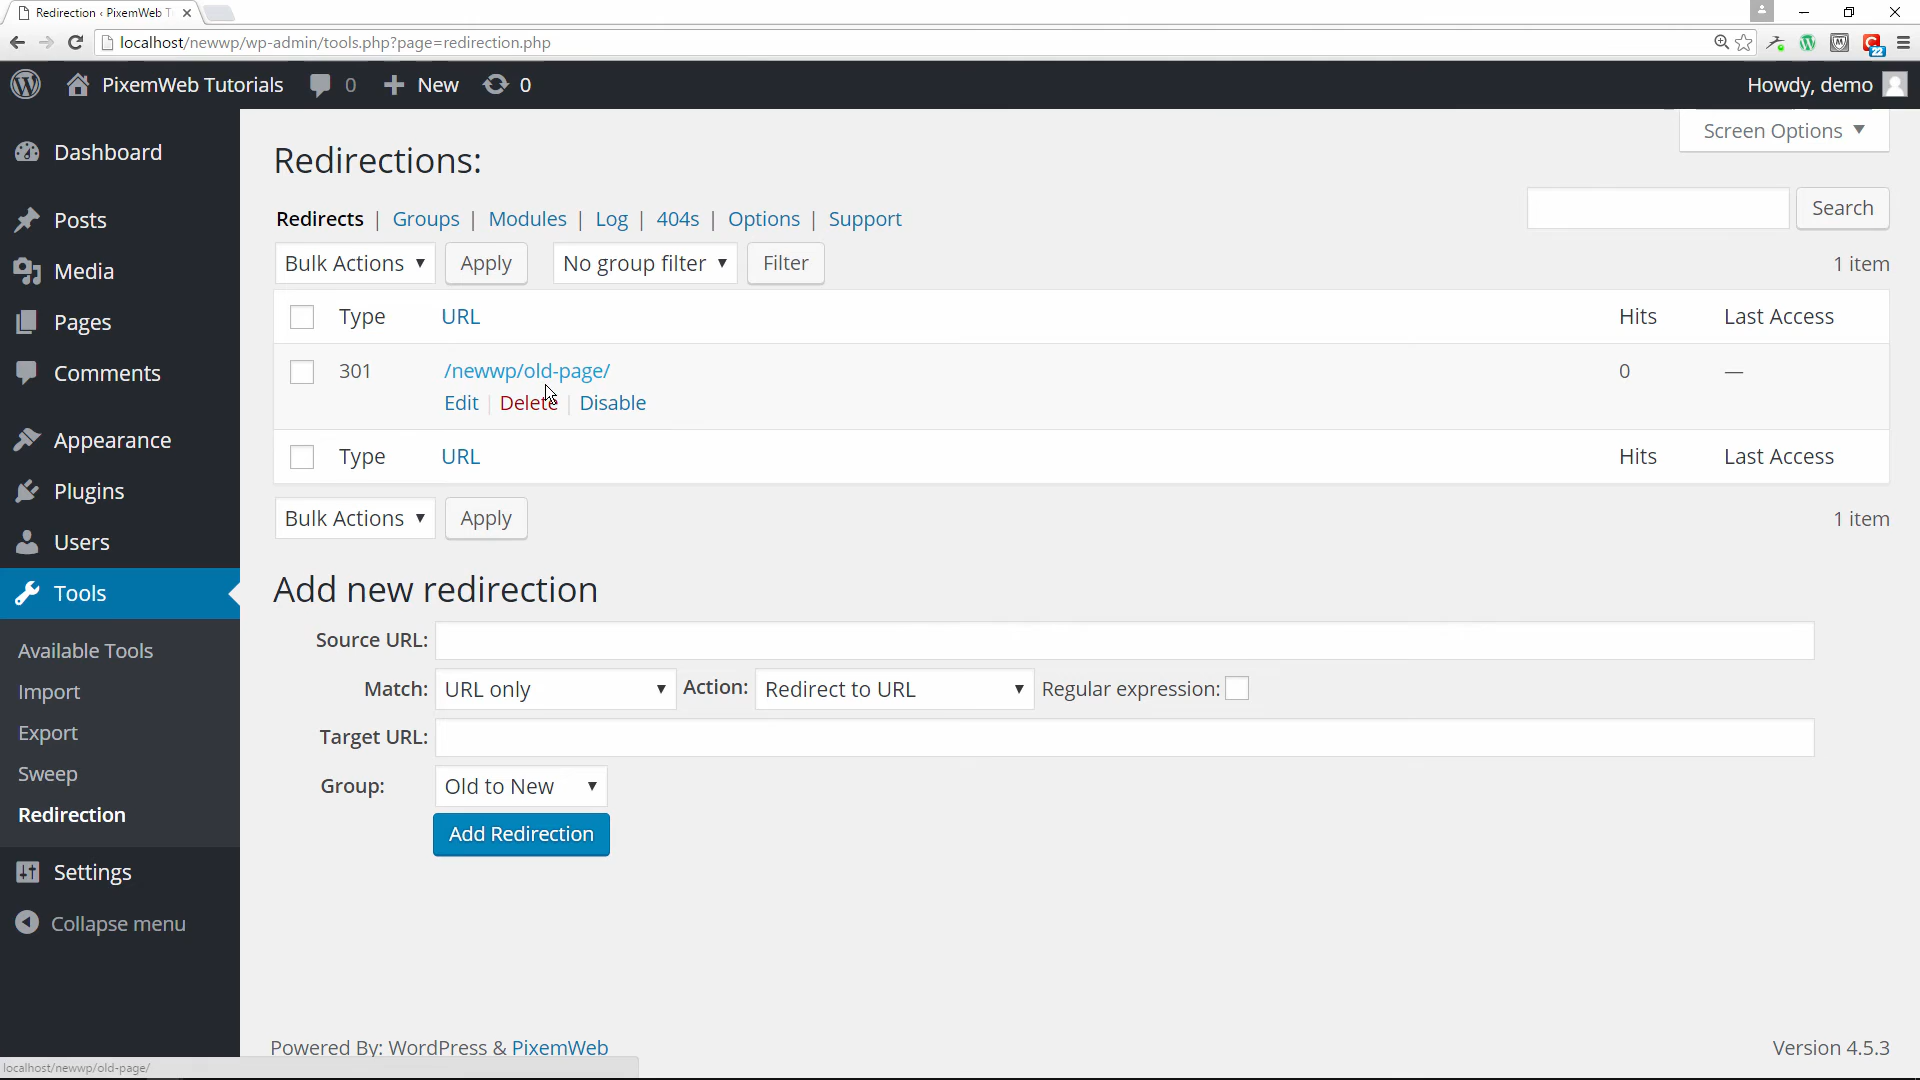 Redirection ‹ PixemWeb T
localhost/newwp/wp-admin/tools.php?page=redirection.php
22
PixemWeb Tutorials 0 New 0 Howdy, demo
Screen Options
Dashboard
Posts
Media
Pages
Comments
Appearance
Plugins
Users
Tools
Available Tools
Import
Export
Sweep
Redirection
Settings
Collapse menu
Redirections:
Redirects | Groups | Modules | Log | 404s | Options | Support
Search
Bulk Actions Apply No group filter Filter 1 item
Type URL Hits Last Access
301 /newwp/old-page/ 0 —
Edit | Delete | Disable
Type URL Hits Last Access
Bulk Actions Apply 1 item
Add new redirection
Source URL:
Match: URL only Action: Redirect to URL Regular expression:
Target URL:
Group: Old to New
Add Redirection
Powered By: WordPress & PixemWeb Version 4.5.3
localhost/newwp/old-page/